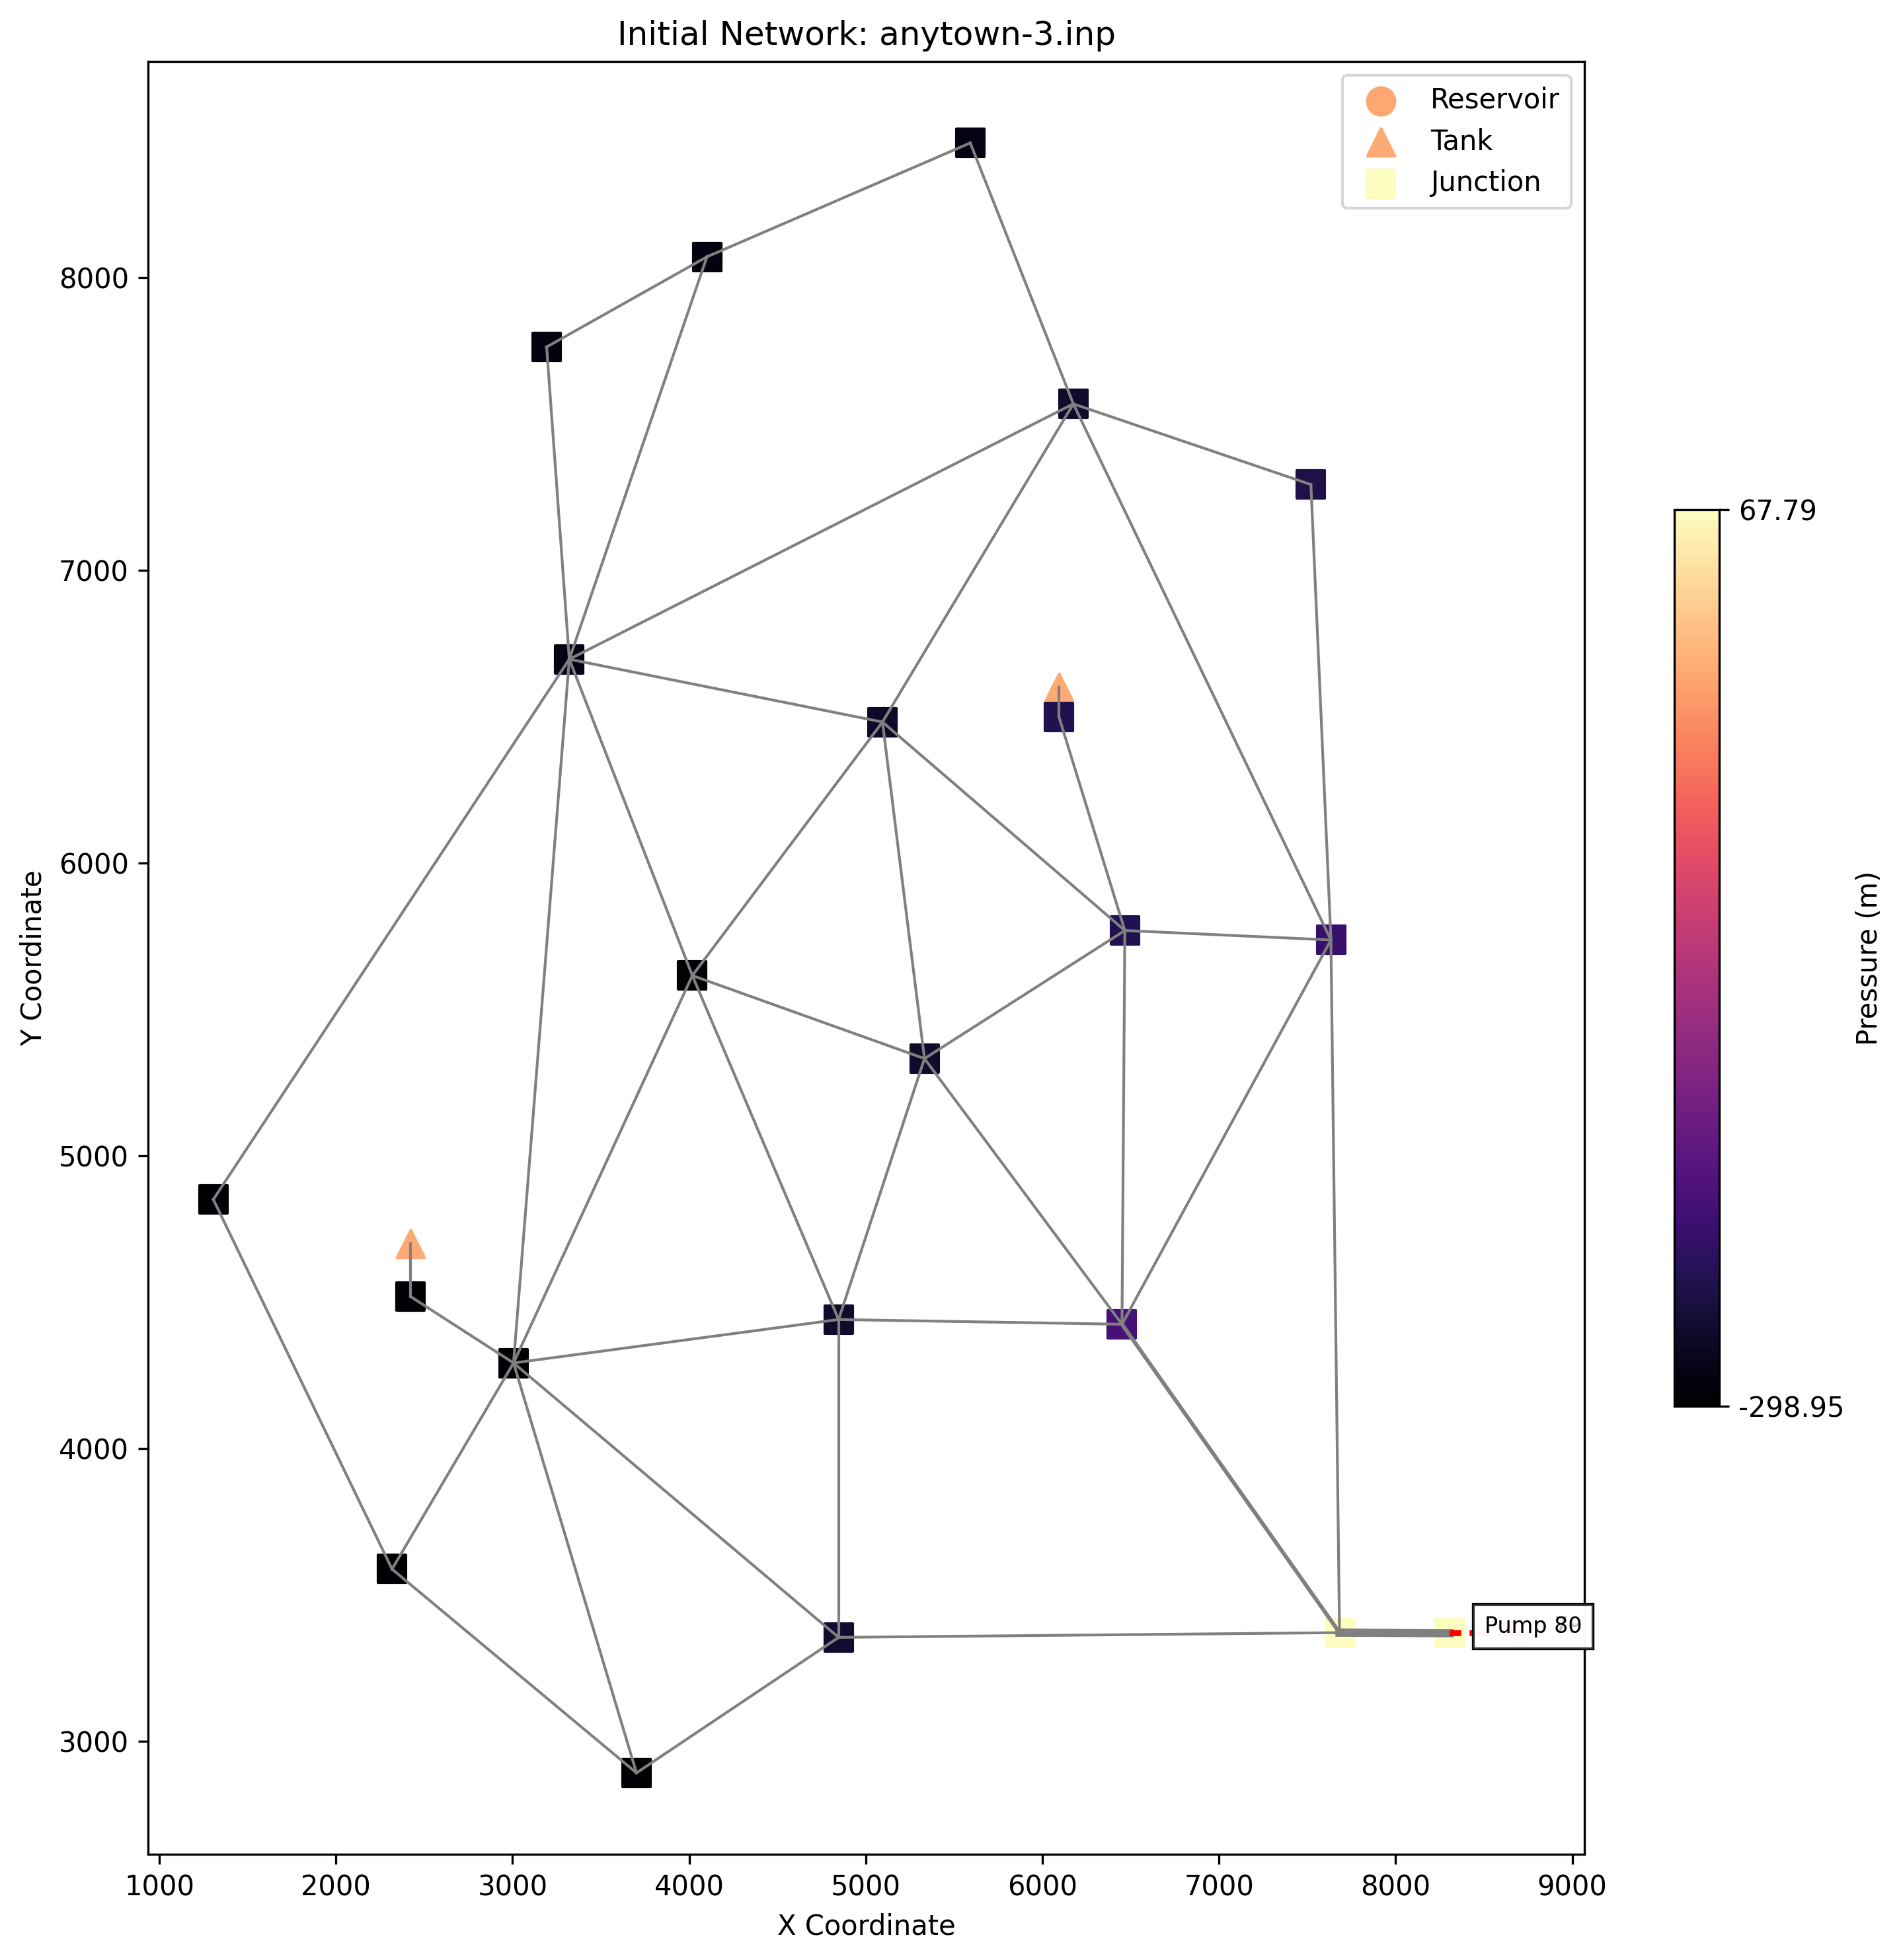 Initial Network: anytown-3.inp
Reservoir
Tank
Junction
8000
7000
6000
5000
4000
3000
Y Coordinate
1000
2000
3000
4000
5000
6000
7000
8000
9000
X Coordinate
Pump 80
67.79
-298.95
Pressure (m)